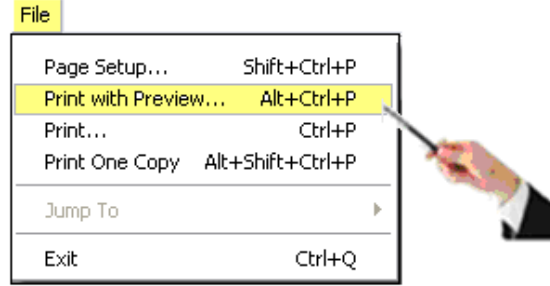 File
Page Setup... Shift+Ctrl+P
Print with Preview... Alt+Ctrl+P
Print... Ctrl+P
Print One Copy Alt+Shift+Ctrl+P
Jump To
Exit Ctrl+Q